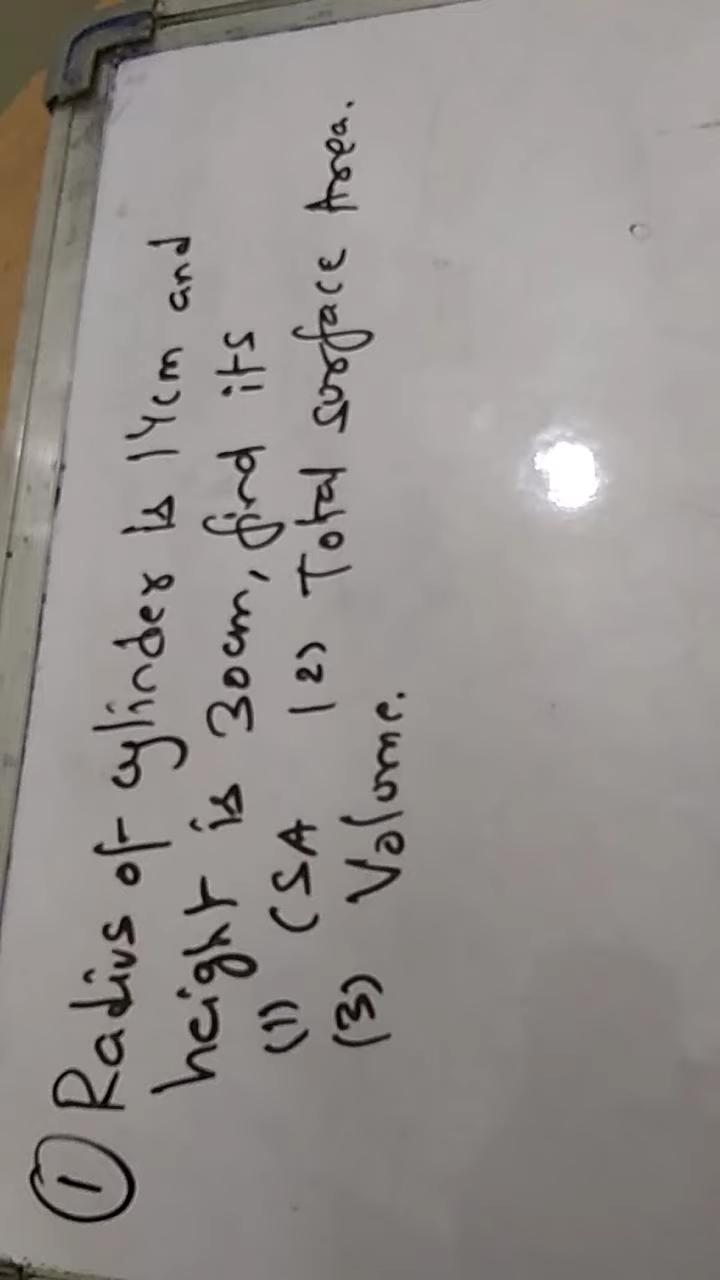 ① Radius of cylinder is 14cm and
height is 30cm, find its
(1) CSA (2) Total surface Area.
(3) Volume.